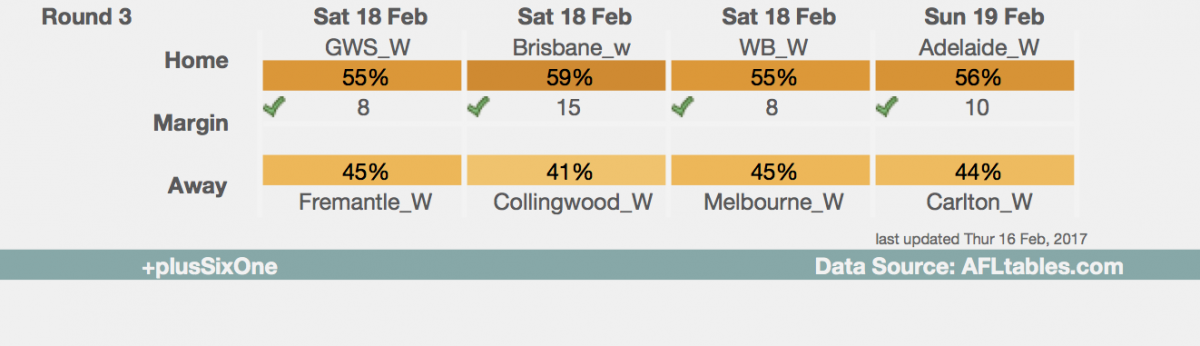 Round 3 Sat 18 Feb Sat 18 Feb Sat 18 Feb Sun 19 Feb
GWS_W Brisbane_w WB_W Adelaide_W
Home
55% 59% 55% 56%
8 15 8 10
Margin
45% 41% 45% 44%
Away
Fremantle_W Collingwood_W Melbourne_W Carlton_W
last updated Thur 16 Feb, 2017
+plusSixOne Data Source: AFLtables.com